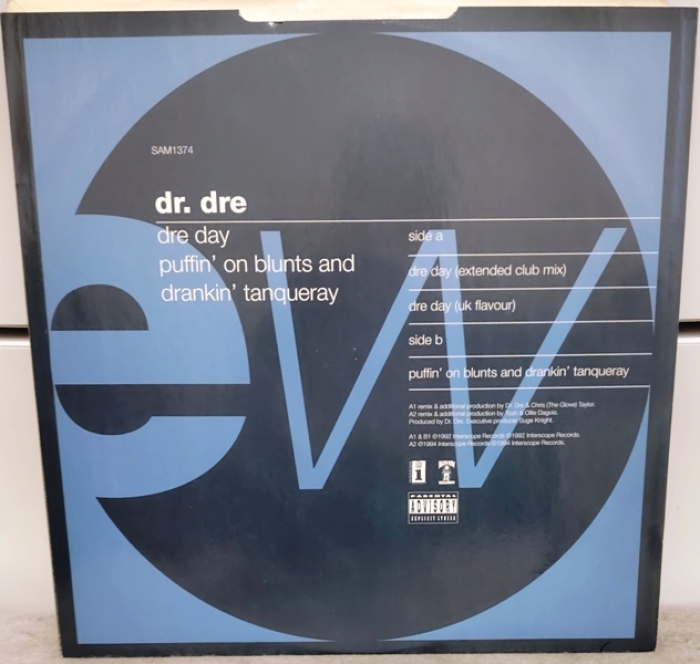 SAM1374
dr. dre
dre day
puffin' on blunts and
drankin' tanqueray
side a
dre day (extended club mix)
dre day (uk flavour)
side b
puffin' on blunts and drankin' tanqueray
A1 remix & additional production by Dr. Dre & Chris (The Glove) Taylor.
A2 remix & additional production by & Ollie Dagois.
Produced by Dr. Dre. Executive producer Suge Knight.
A1 & B1 ℗1992 Interscope Records. ©1992 Interscope Records.
A2 ℗1994 Interscope Records. ©1994 Interscope Records.
PARENTAL
ADVISORY
EXPLICIT LYRICS
ew